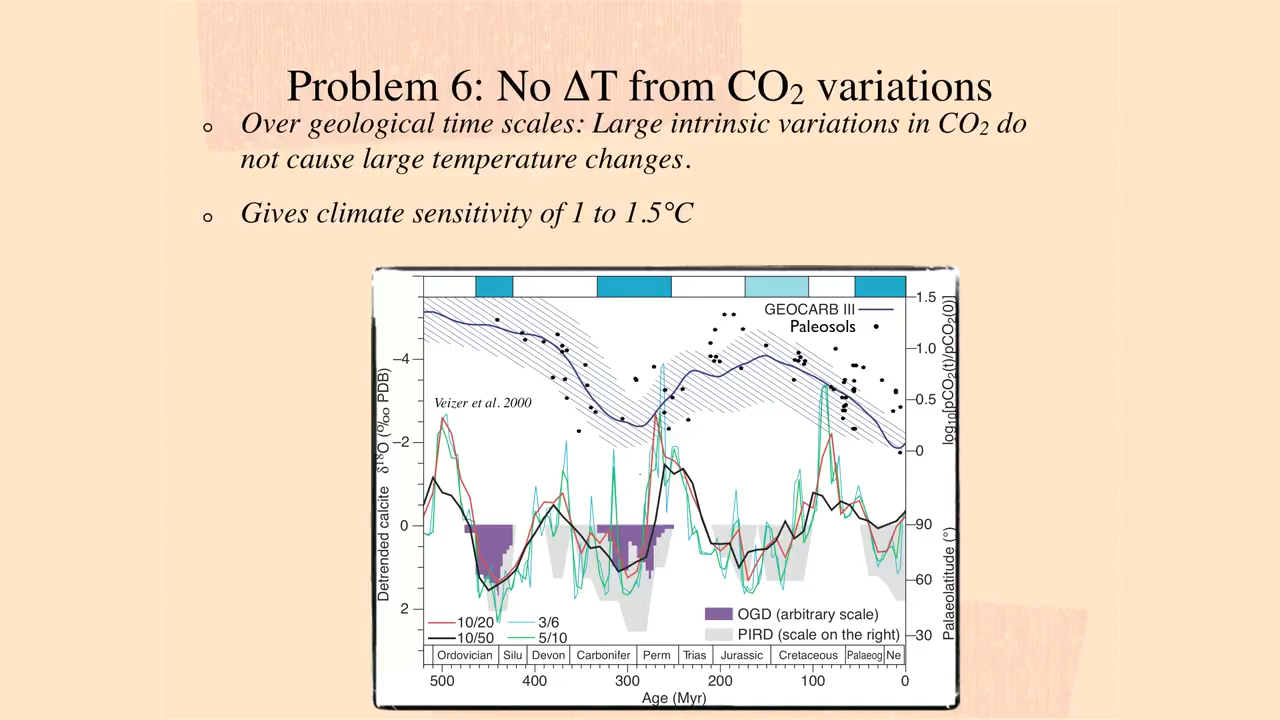 Problem 6: No ΔT from CO₂ variations
Over geological time scales: Large intrinsic variations in CO₂ do
not cause large temperature changes.
Gives climate sensitivity of 1 to 1.5°C
GEOCARB III
Paleosols
Veizer et al. 2000
Detrended calcite δ¹⁸O (‰ PDB)
–4
–2
0
2
1.5
1.0
0.5
0
log₁₀[pCO₂(t)/pCO₂(0)]
90
60
30
Palaeolatitude (°)
OGD (arbitrary scale)
PIRD (scale on the right)
10/20 3/6
10/50 5/10
Ordovician Silu Devon Carbonifer Perm Trias Jurassic Cretaceous Palaeog Ne
500 400 300 200 100 0
Age (Myr)